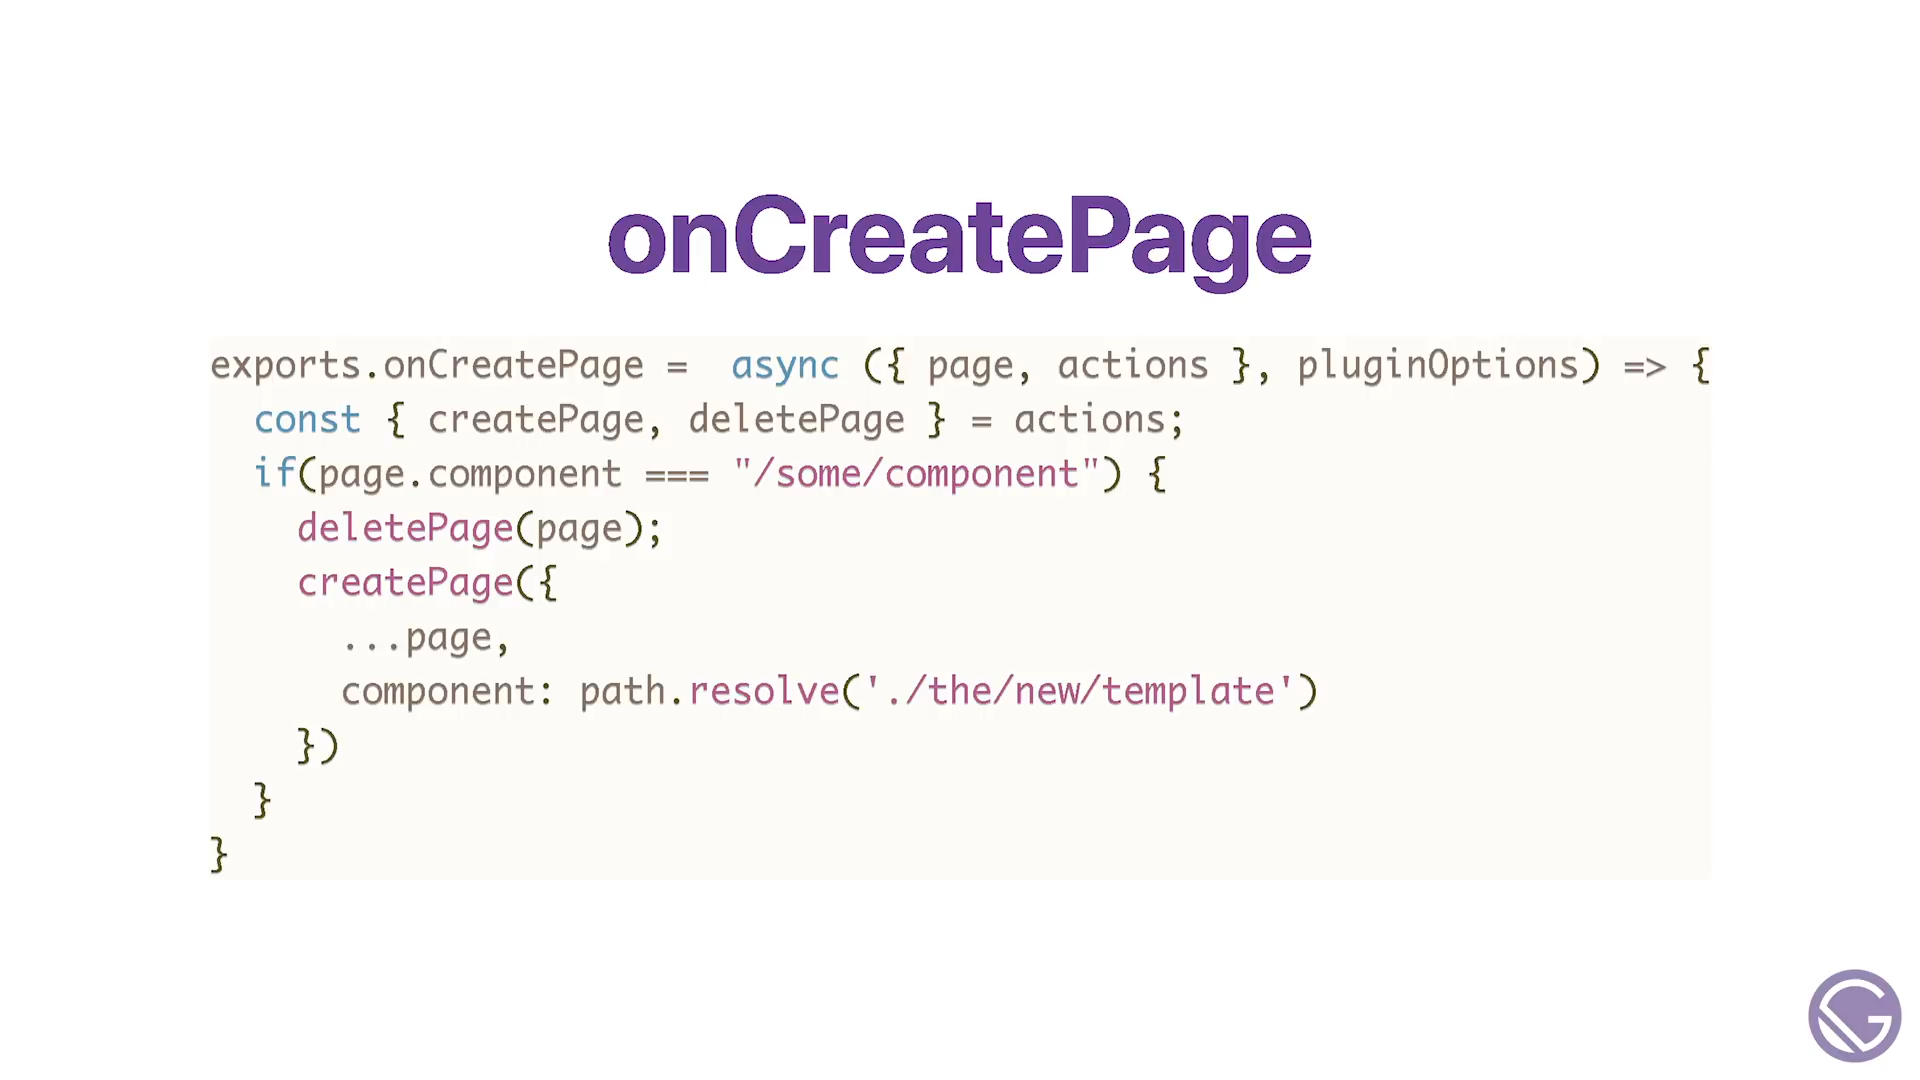 onCreatePage
exports.onCreatePage =  async ({ page, actions }, pluginOptions) => {
  const { createPage, deletePage } = actions;
  if(page.component === "/some/component") {
    deletePage(page);
    createPage({
      ...page,
      component: path.resolve('./the/new/template')
    })
  }
}